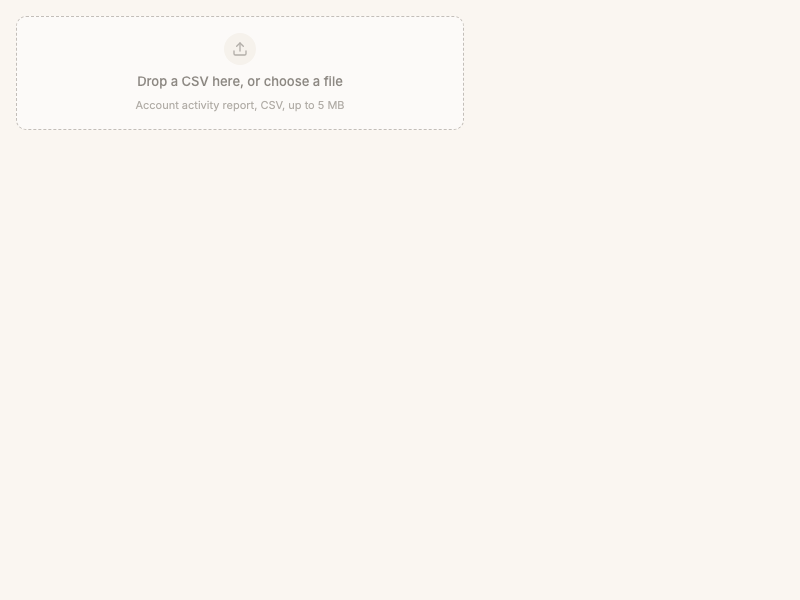 Drop a CSV here, or choose a file
Account activity report, CSV, up to 5 MB